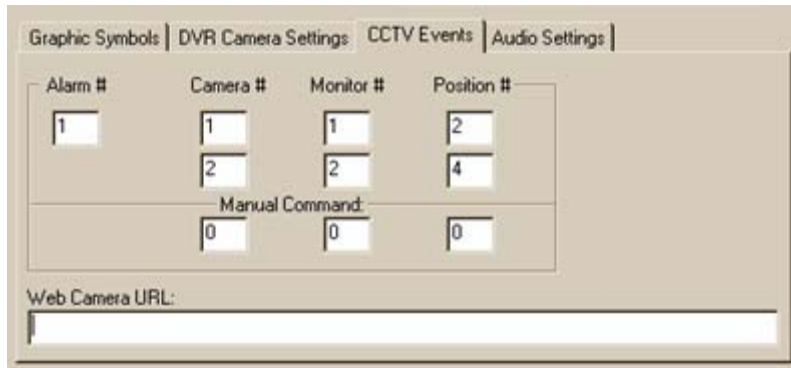 Graphic Symbols DVR Camera Settings CCTV Events Audio Settings
Alarm # Camera # Monitor # Position #
1 1 1 2
2 2 4
Manual Command:
0 0 0
Web Camera URL: